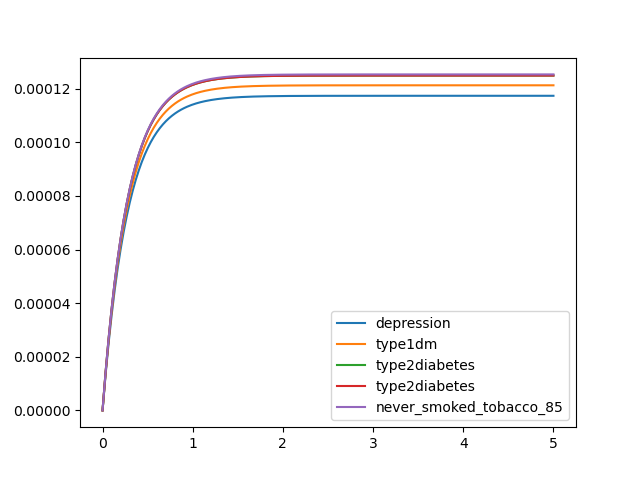 0.00012
0.00010
0.00008
0.00006
0.00004
0.00002
0.00000
0 1 2 3 4 5
depression
type1dm
type2diabetes
type2diabetes
never_smoked_tobacco_85